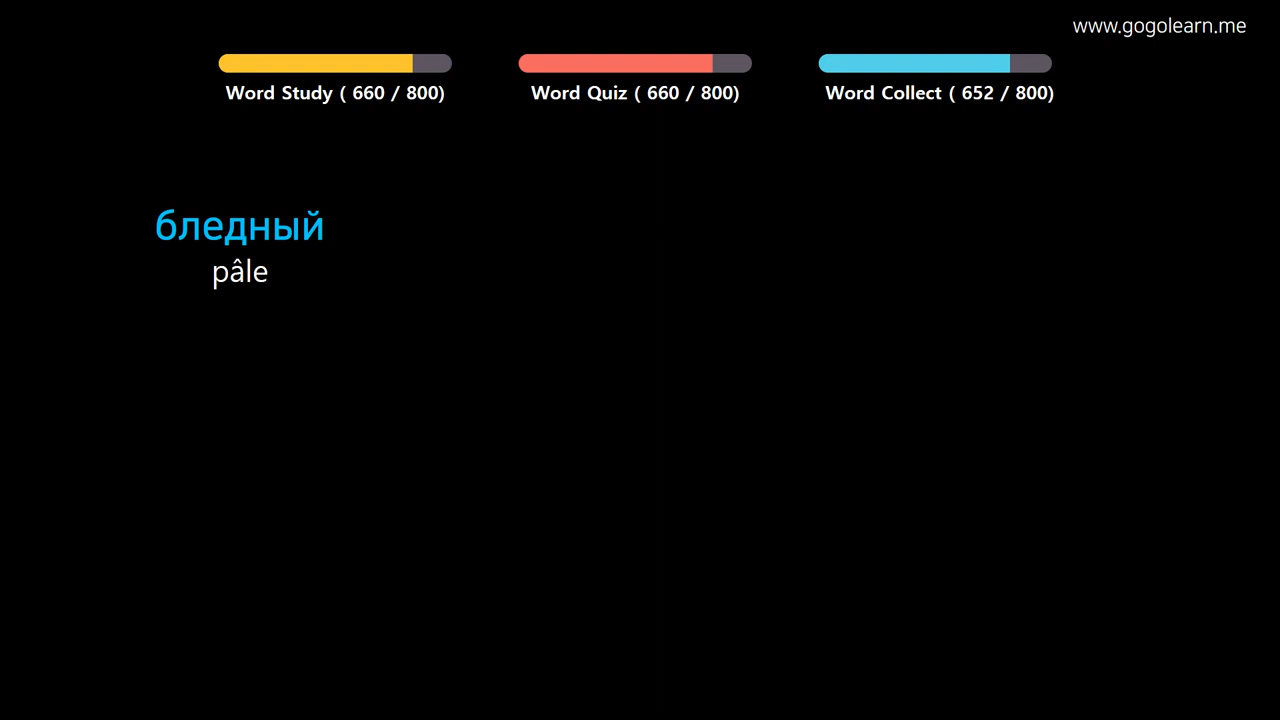 www.gogolearn.me
Word Study ( 660 / 800)
Word Quiz ( 660 / 800)
Word Collect ( 652 / 800)
бледный
pâle